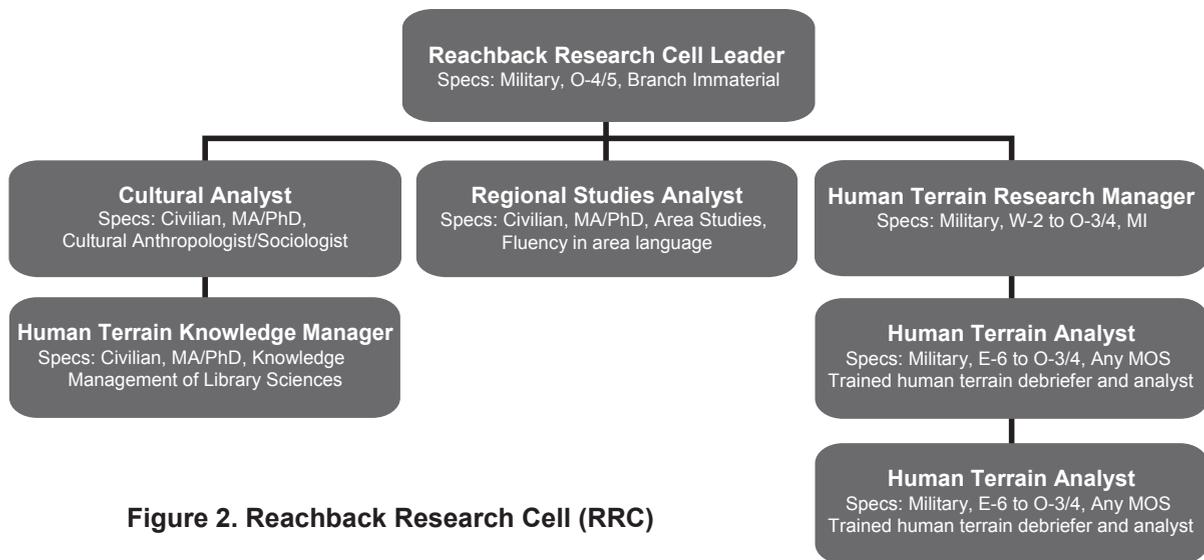 Reachback Research Cell Leader
Specs: Military, O-4/5, Branch Immaterial
Cultural Analyst
Specs: Civilian, MA/PhD,
Cultural Anthropologist/Sociologist
Regional Studies Analyst
Specs: Civilian, MA/PhD, Area Studies,
Fluency in area language
Human Terrain Research Manager
Specs: Military, W-2 to O-3/4, MI
Human Terrain Knowledge Manager
Specs: Civilian, MA/PhD, Knowledge
Management of Library Sciences
Human Terrain Analyst
Specs: Military, E-6 to O-3/4, Any MOS
Trained human terrain debriefer and analyst
Human Terrain Analyst
Specs: Military, E-6 to O-3/4, Any MOS
Trained human terrain debriefer and analyst
Figure 2. Reachback Research Cell (RRC)